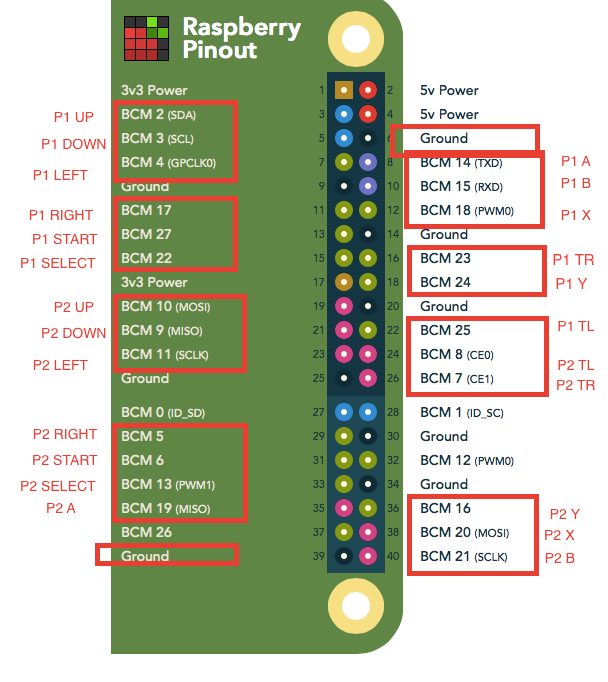 Raspberry
Pinout
3v3 Power 1 2 5v Power
P1 UP BCM 2 (SDA) 3 4 5v Power
P1 DOWN BCM 3 (SCL) 5 6 Ground
P1 LEFT BCM 4 (GPCLK0) 7 8 BCM 14 (TXD) P1 A
Ground 9 10 BCM 15 (RXD) P1 B
P1 RIGHT BCM 17 11 12 BCM 18 (PWM0) P1 X
P1 START BCM 27 13 14 Ground
P1 SELECT BCM 22 15 16 BCM 23 P1 TR
3v3 Power 17 18 BCM 24 P1 Y
P2 UP BCM 10 (MOSI) 19 20 Ground
P2 DOWN BCM 9 (MISO) 21 22 BCM 25 P1 TL
P2 LEFT BCM 11 (SCLK) 23 24 BCM 8 (CE0) P2 TL
Ground 25 26 BCM 7 (CE1) P2 TR
BCM 0 (ID_SD) 27 28 BCM 1 (ID_SC)
P2 RIGHT BCM 5 29 30 Ground
P2 START BCM 6 31 32 BCM 12 (PWM0)
P2 SELECT BCM 13 (PWM1) 33 34 Ground
P2 A BCM 19 (MISO) 35 36 BCM 16 P2 Y
BCM 26 37 38 BCM 20 (MOSI) P2 X
Ground 39 40 BCM 21 (SCLK) P2 B